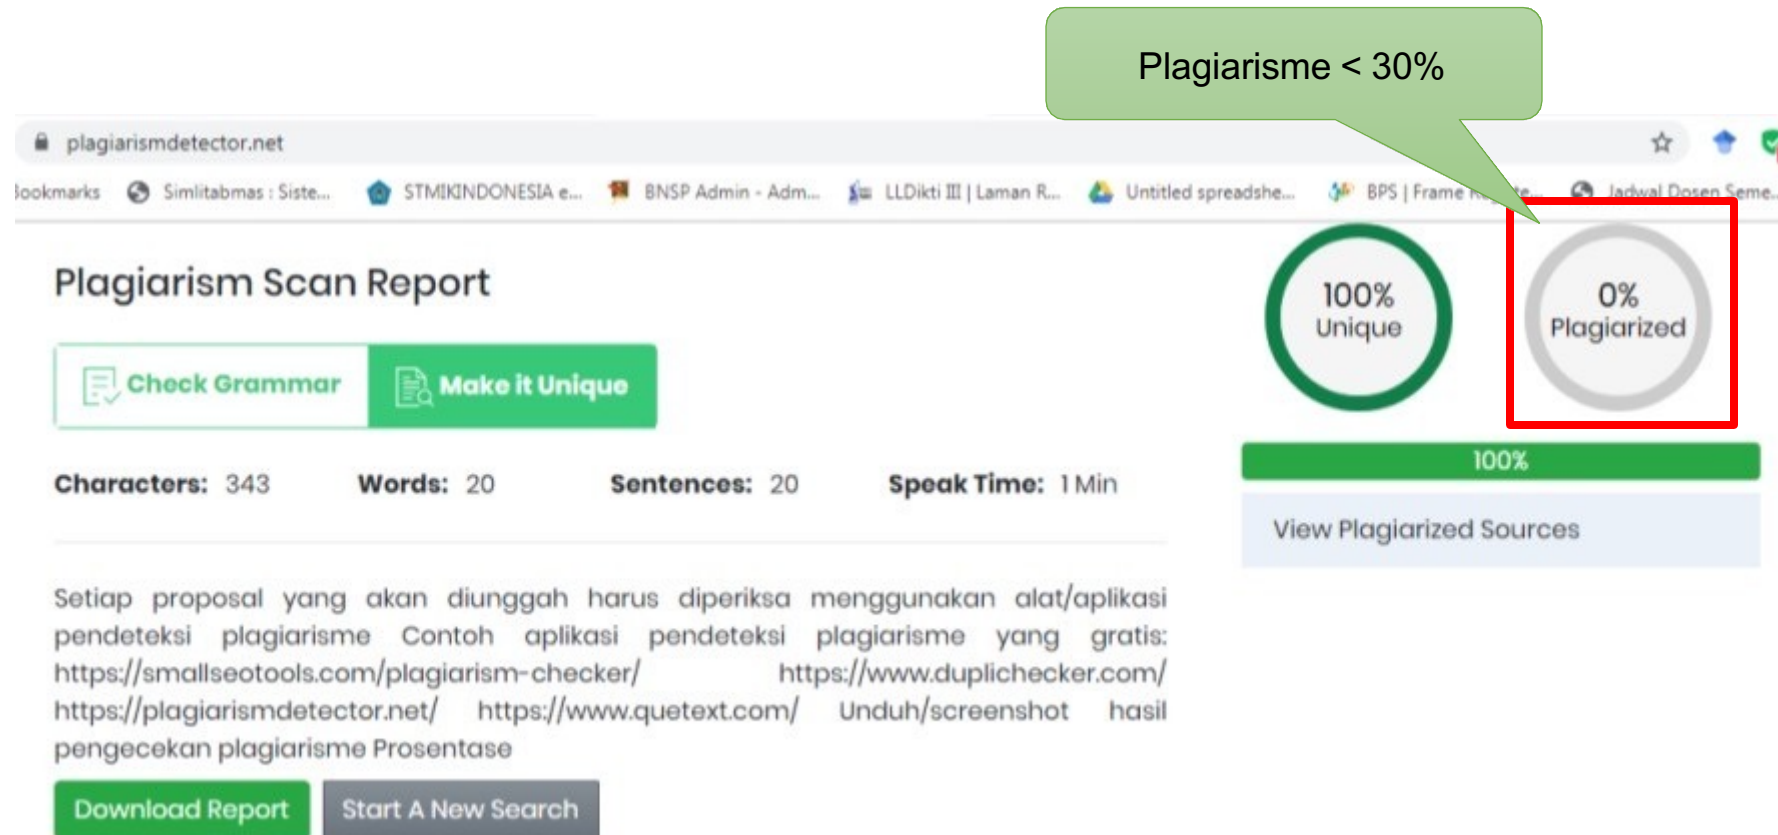 Plagiarisme < 30%
plagiarismdetector.net
Bookmarks Simlitabmas : Siste... STMIKINDONESIA e... BNSP Admin - Adm... LLDikti III | Laman R... Untitled spreadshe... BPS | Frame Jadwal Dosen Seme...
Plagiarism Scan Report
100%
Unique
0%
Plagiarized
Check Grammar Make it Unique
100%
Characters: 343 Words: 20 Sentences: 20 Speak Time: 1 Min
View Plagiarized Sources
Setiap proposal yang akan diunggah harus diperiksa menggunakan alat/aplikasi
pendeteksi plagiarisme Contoh aplikasi pendeteksi plagiarisme yang gratis:
https://smallseotools.com/plagiarism-checker/ https://www.duplichecker.com/
https://plagiarismdetector.net/ https://www.quetext.com/ Unduh/screenshot hasil
pengecekan plagiarisme Prosentase
Download Report Start A New Search